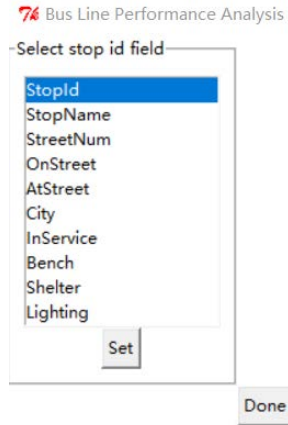 Bus Line Performance Analysis
Select stop id field
StopId
StopName
StreetNum
OnStreet
AtStreet
City
InService
Bench
Shelter
Lighting
Set
Done